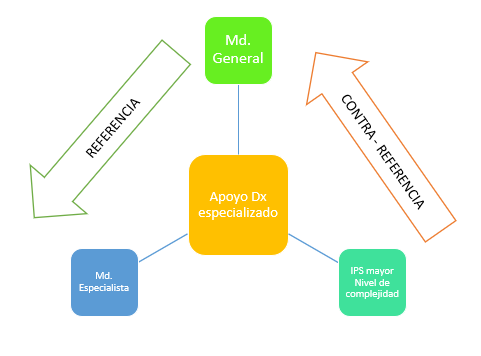 Md.
General
REFERENCIA
CONTRA - REFERENCIA
Apoyo Dx
especializado
Md.
Especialista
IPS mayor
Nivel de
complejidad